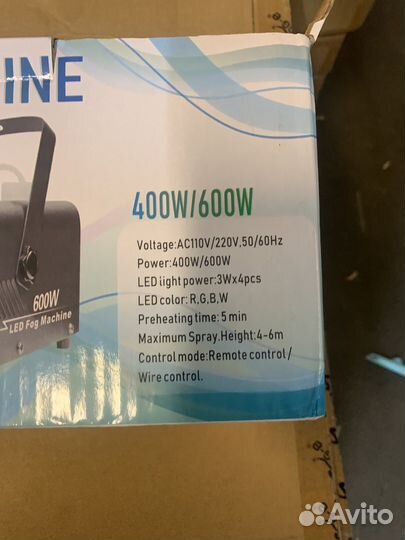 INE
400W/600W
Voltage:AC110V/220V,50/60Hz
Power:400W/600W
LED light power:3Wx4pcs
LED color: R,G,B,W
Preheating time: 5 min
Maximum Spray.Height:4-6m
Control mode:Remote control/
Wire control.
600W
LED Fog Machine
Avito